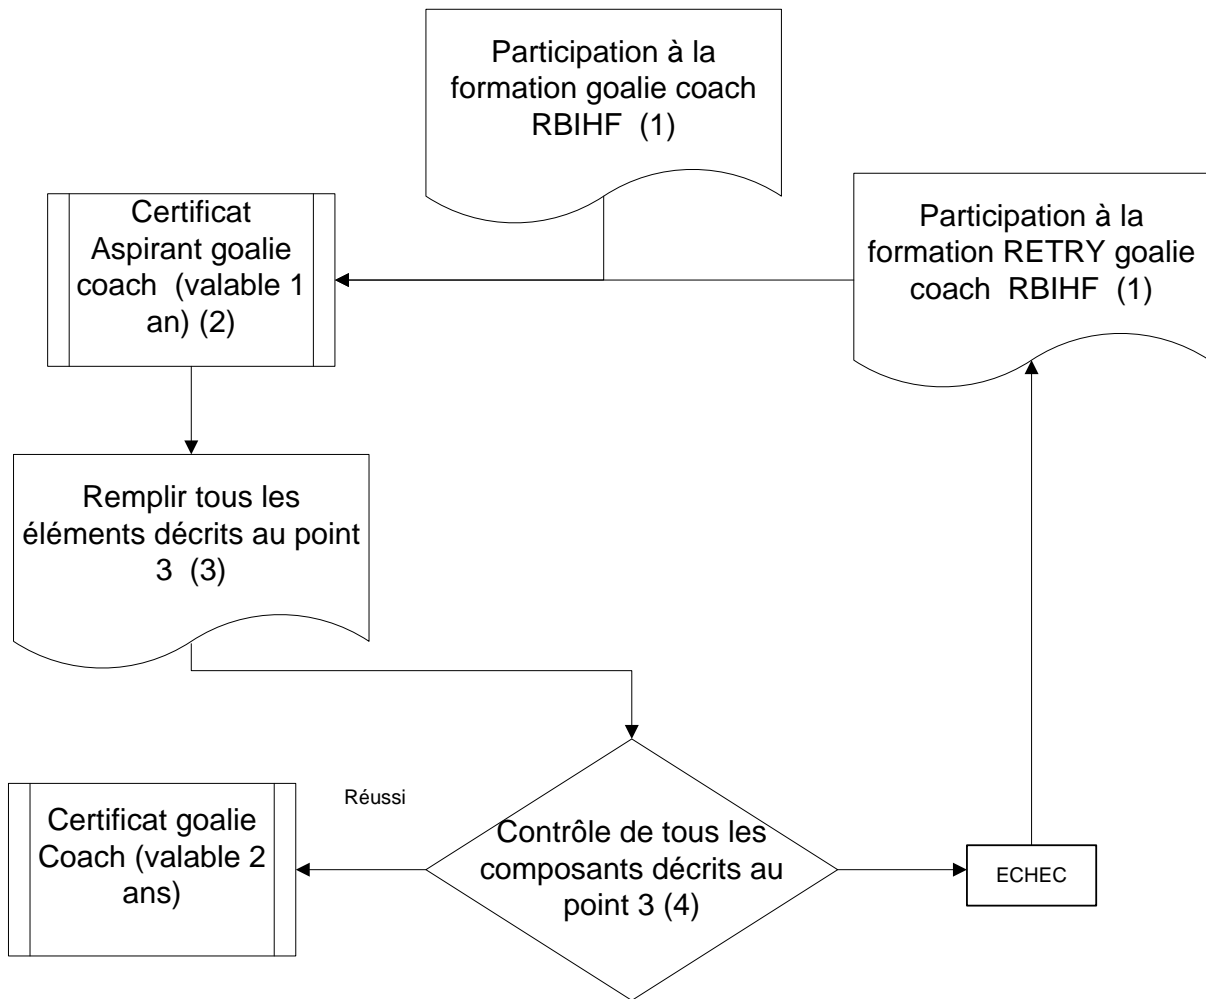 Participation à la
formation goalie coach
RBIHF (1)
Participation à la
formation RETRY goalie
coach RBIHF (1)
Certificat
Aspirant goalie
coach (valable 1
an) (2)
Remplir tous les
éléments décrits au point
3 (3)
Réussi
Certificat goalie
Coach (valable 2
ans)
Contrôle de tous les
composants décrits au
point 3 (4)
ECHEC